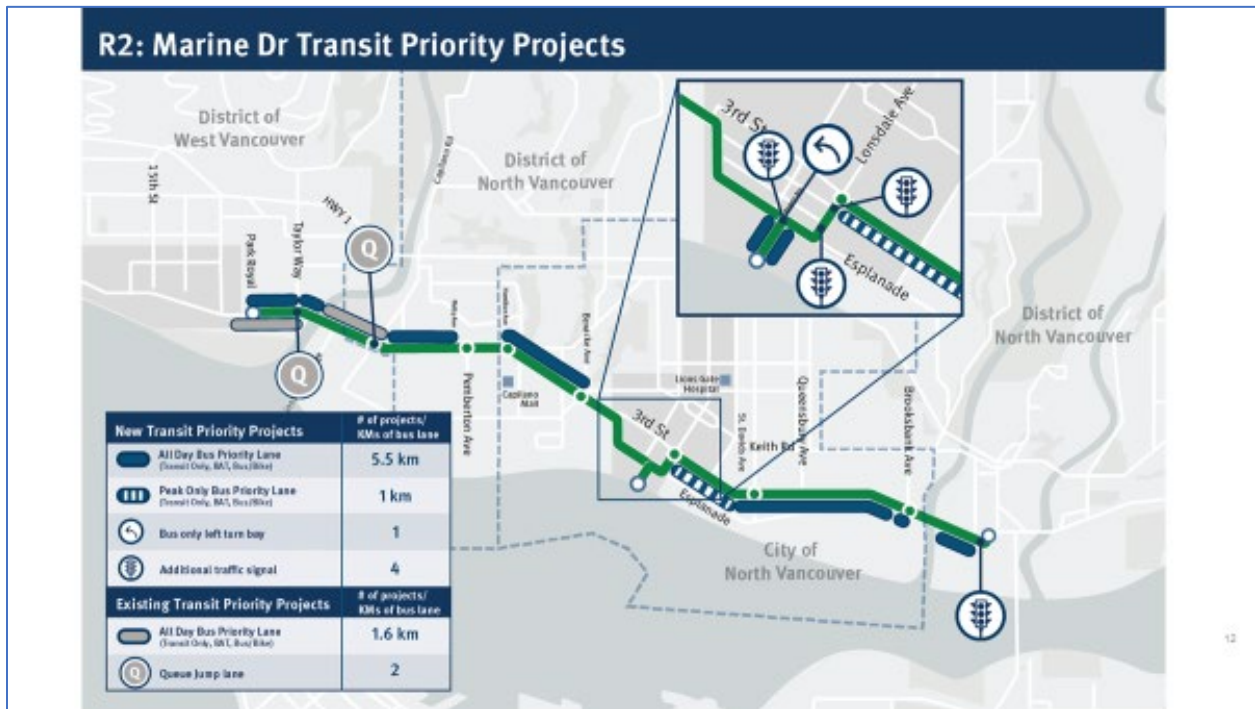 R2: Marine Dr Transit Priority Projects
District of
West Vancouver
15th St
Park Royal
Taylor Way
HWY 1
Q
Q
Capilano Rd
District of
North Vancouver
3rd St
Lonsdale Ave
Esplanade
Pemberton Ave
Hamilton Ave
Capilano
Mall
Bewicke Ave
3rd St
Esplanade
Lions Gate
Hospital
St. Davids Ave
Keith Rd
Queensbury Ave
Brooksbank Ave
District of
North Vancouver
City of
North Vancouver
New Transit Priority Projects
# of projects/
KMs of bus lane
All Day Bus Priority Lane
(Transit Only, BAT, Bus/Bike)
5.5 km
Peak Only Bus Priority Lane
(Transit Only, BAT, Bus/Bike)
1 km
Bus only left turn bay
1
Additional traffic signal
4
Existing Transit Priority Projects
# of projects/
KMs of bus lane
All Day Bus Priority Lane
(Transit Only, BAT, Bus/Bike)
1.6 km
Q
Queue Jump lane
2
12